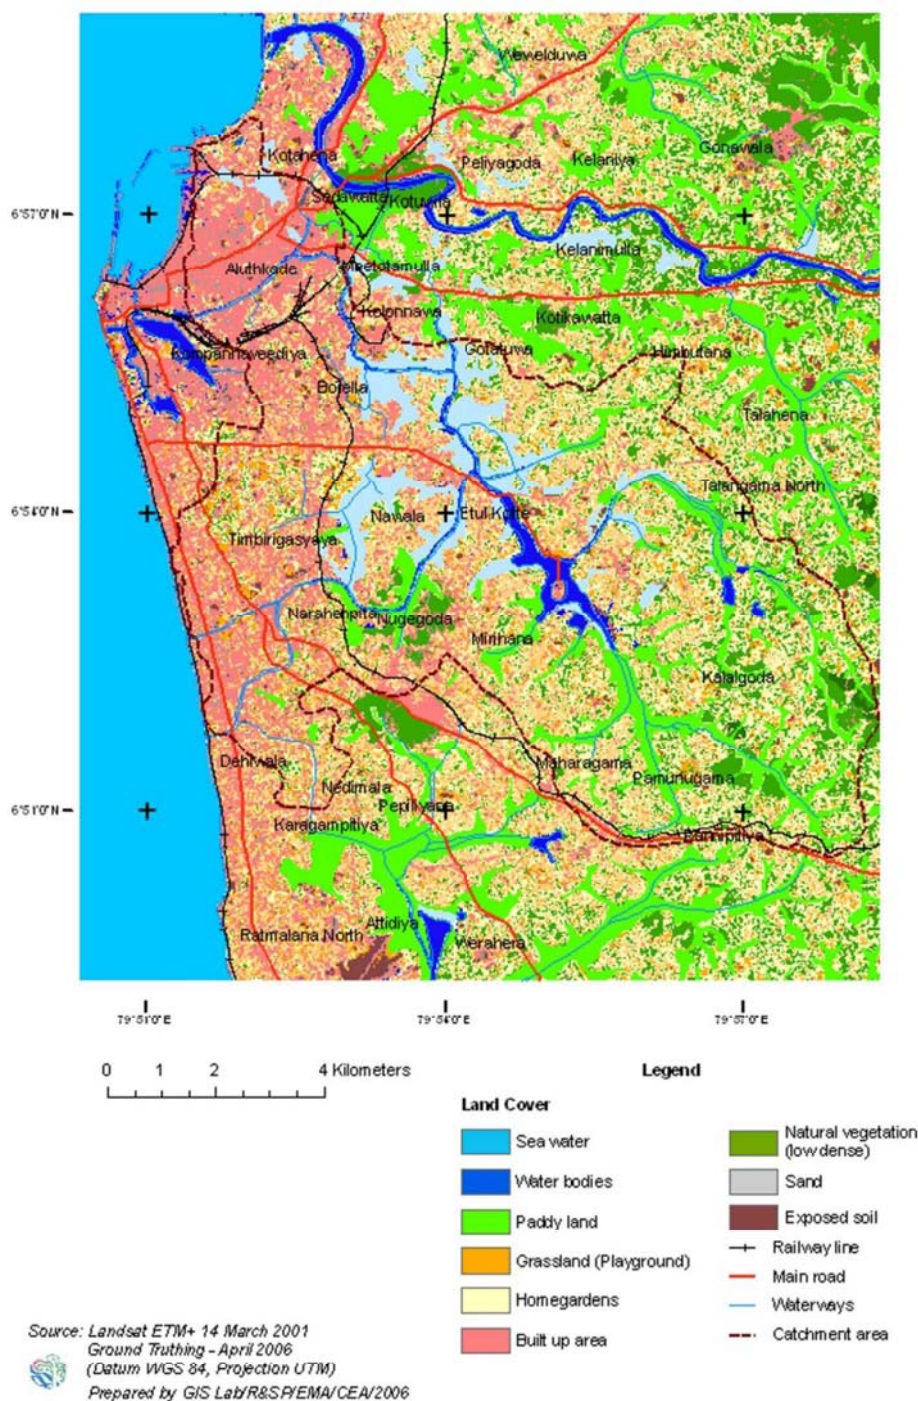 Wewelduwa
Gonawala
Kotahena
Peliyagoda
Kelaniya
Sedawatta
Kotuwila
6°57'0"N
Kelanimulla
Aluthkade
Meetotamulla
Kolonnawa
Kotikawatta
Kompannaveediya
Gotatuwa
Himbutana
Borella
Talahena
Talangama North
6°54'0"N
Nawala
Etul Kotte
Timbirigasyaya
Narahenpita
Nugegoda
Mirihana
Kalalgoda
Dehiwala
Maharagama
Pamunugama
Nedimala
Pepiliyana
6°51'0"N
Karagampitiya
Pannipitiya
Attidiya
Ratmalana North
Werahera
79°51'0"E
79°54'0"E
79°57'0"E
0 1 2 4 Kilometers
Legend
Land Cover
Sea water
Water bodies
Paddy land
Grassland (Playground)
Homegardens
Built up area
Natural vegetation
(low dense)
Sand
Exposed soil
Railway line
Main road
Waterways
Catchment area
Source: Landsat ETM+ 14 March 2001
Ground Truthing - April 2006
(Datum WGS 84, Projection UTM)
Prepared by GIS Lab/R&SP/EMA/CEA/2006